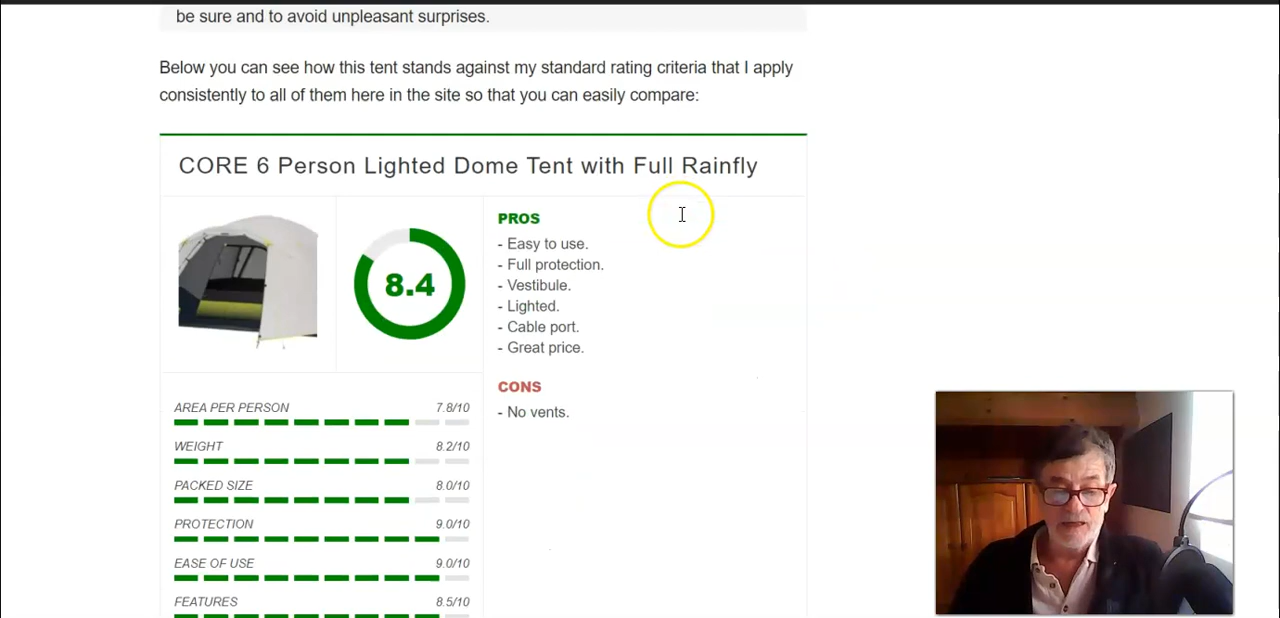 be sure and to avoid unpleasant surprises.
Below you can see how this tent stands against my standard rating criteria that I apply
consistently to all of them here in the site so that you can easily compare:
CORE 6 Person Lighted Dome Tent with Full Rainfly
8.4
PROS
- Easy to use.
- Full protection.
- Vestibule.
- Lighted.
- Cable port.
- Great price.
CONS
- No vents.
AREA PER PERSON 7.8/10
WEIGHT 8.2/10
PACKED SIZE 8.0/10
PROTECTION 9.0/10
EASE OF USE 9.0/10
FEATURES 8.5/10